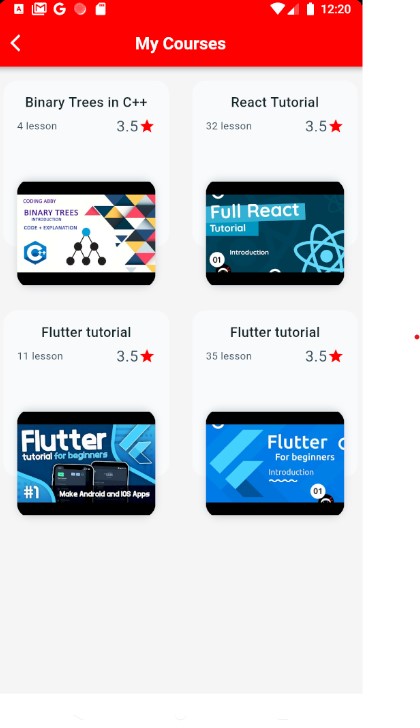 12:20
My Courses
Binary Trees in C++
4 lesson
3.5
CODING ABBY
BINARY TREES
INTRODUCTION
CODE + EXPLANATION
React Tutorial
32 lesson
3.5
Full React
Tutorial
Introduction
01
Flutter tutorial
11 lesson
3.5
Flutter
tutorial for beginners
#1
Make Android and IOS Apps
Flutter tutorial
35 lesson
3.5
Flutter
For beginners
Introduction
01